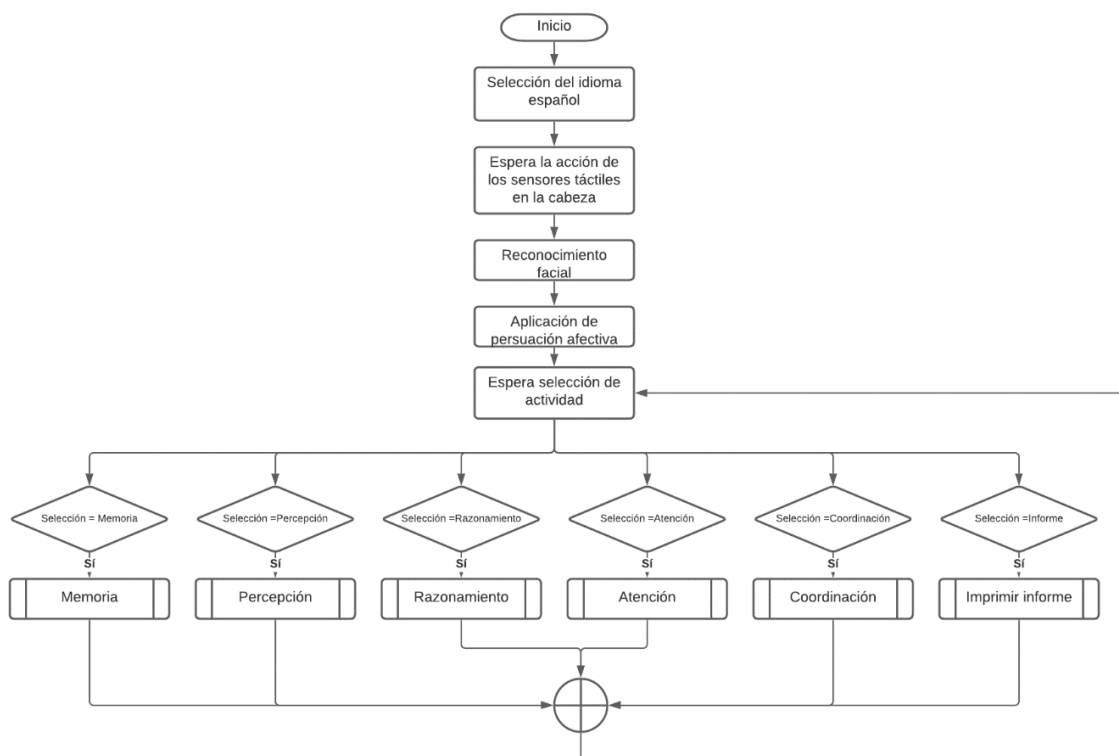 Inicio
Selección del idioma
español
Espera la acción de
los sensores táctiles
en la cabeza
Reconocimiento
facial
Aplicación de
persuación afectiva
Espera selección de
actividad
Selección = Memoria
Selección =Percepción
Selección =Razonamiento
Selección =Atención
Selección =Coordinación
Selección =Informe
Sí
Sí
Sí
Sí
Sí
Sí
Memoria
Percepción
Razonamiento
Atención
Coordinación
Imprimir informe